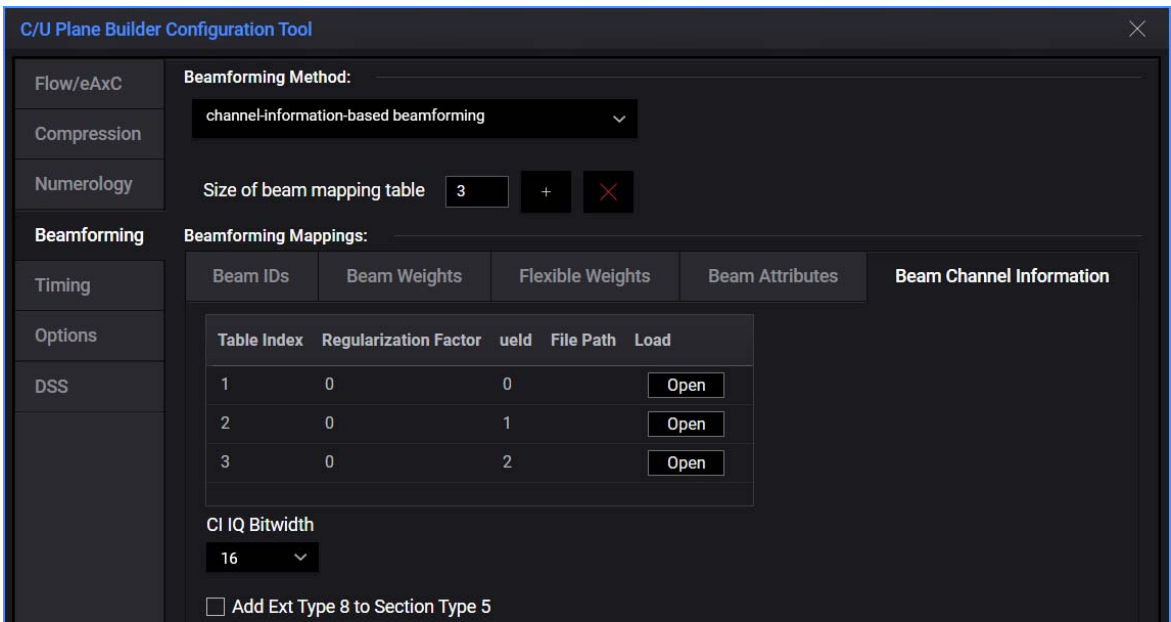 C/U Plane Builder Configuration Tool
Flow/eAxC
Compression
Numerology
Beamforming
Timing
Options
DSS
Beamforming Method:
channel-information-based beamforming
Size of beam mapping table 3 +
Beamforming Mappings:
Beam IDs Beam Weights Flexible Weights Beam Attributes Beam Channel Information
Table Index Regularization Factor ueId File Path Load
1 0 0 Open
2 0 1 Open
3 0 2 Open
CI IQ Bitwidth
16
Add Ext Type 8 to Section Type 5